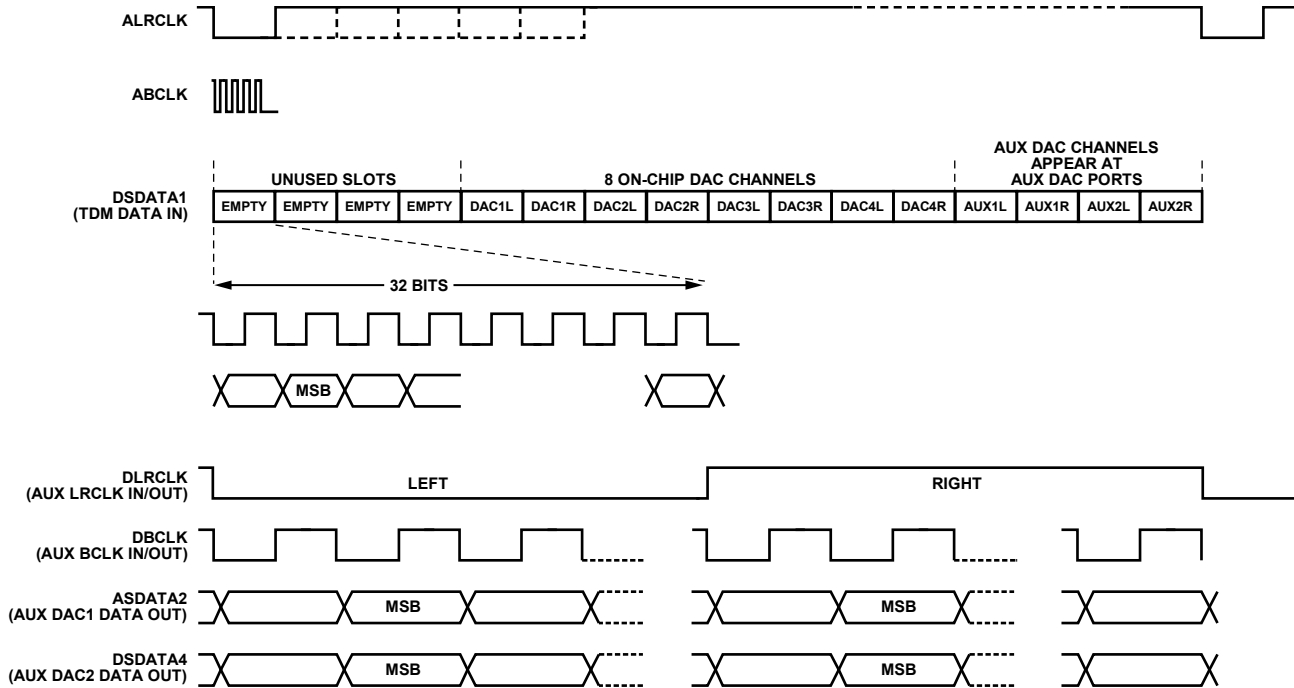 ALRCLK
ABCLK
AUX DAC CHANNELS
APPEAR AT
AUX DAC PORTS
UNUSED SLOTS
8 ON-CHIP DAC CHANNELS
DSDATA1
(TDM DATA IN)
EMPTY EMPTY EMPTY EMPTY DAC1L DAC1R DAC2L DAC2R DAC3L DAC3R DAC4L DAC4R AUX1L AUX1R AUX2L AUX2R
32 BITS
MSB
DLRCLK
(AUX LRCLK IN/OUT)
LEFT
RIGHT
DBCLK
(AUX BCLK IN/OUT)
ASDATA2
(AUX DAC1 DATA OUT)
MSB
MSB
DSDATA4
(AUX DAC2 DATA OUT)
MSB
MSB